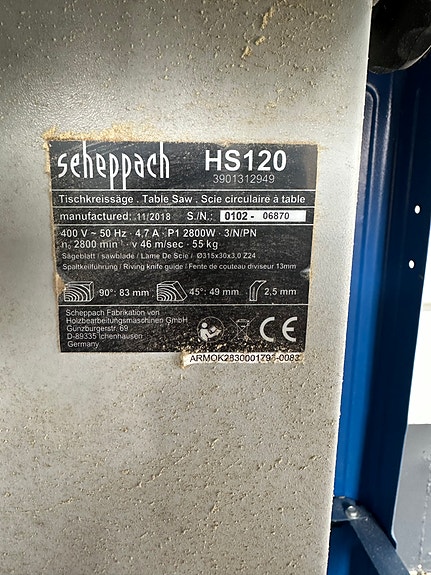 scheppach HS120
3901312949
Tischkreissäge . Table Saw . Scie circulaire à table
manufactured: 11/2018 S./N.: 0102 - 06870
400 V ~ 50 Hz · 4,7 A · P1 2800W · 3/N/PN
n. 2800 min⁻¹ · v 46 m/sec · 55 kg
Sägeblatt / sawblade / Lame De Scie / Ø315x30x3,0 Z24
Spaltkeilführung / Riving knife guide / Fente de couteau diviseur 13mm
90°: 83 mm 45°: 49 mm 2,5 mm
Scheppach Fabrikation von
Holzbearbeitungsmaschinen GmbH
Günzburgerstr. 69
D-89335 Ichenhausen
Germany
CE
ARMOK2830001793-0083